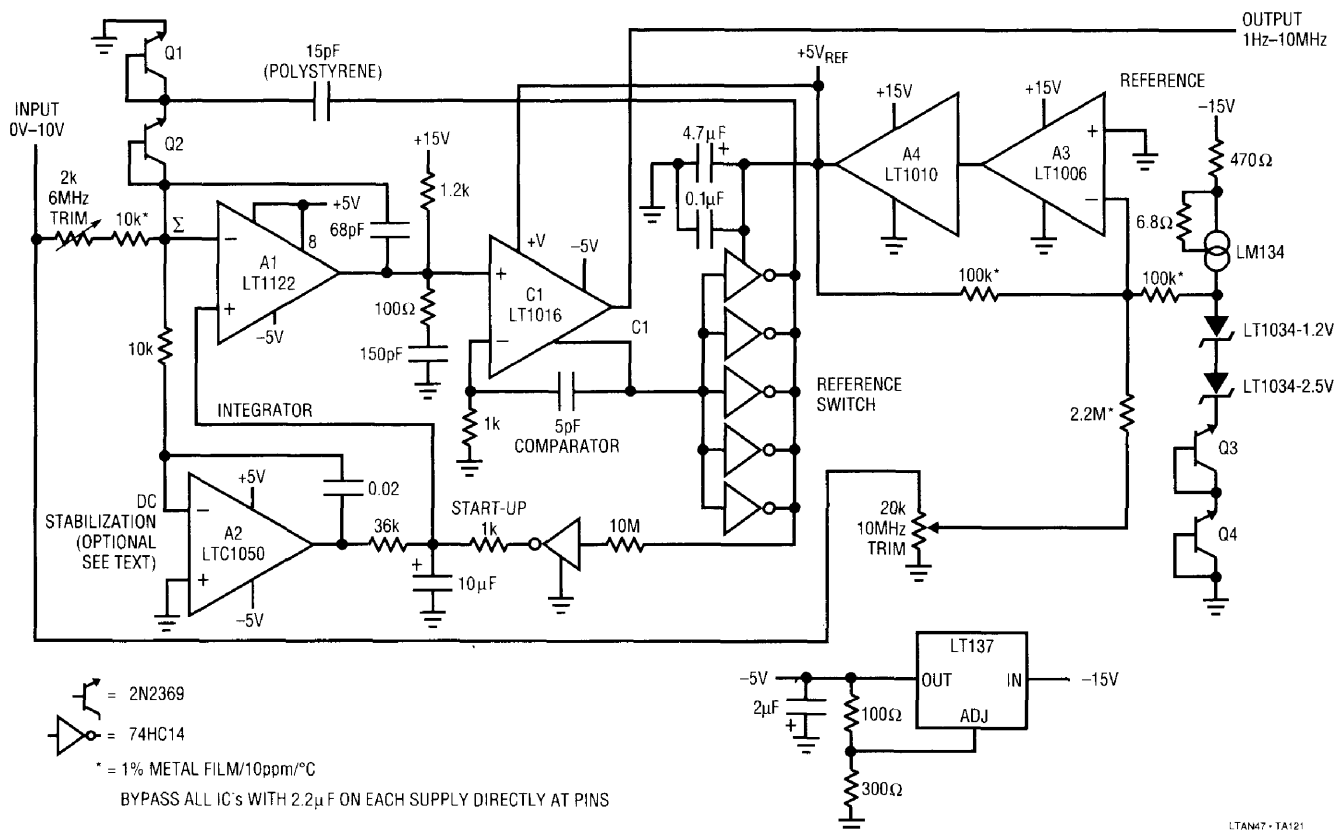 OUTPUT
1Hz–10MHz
Q1
15pF
(POLYSTYRENE)
+5VREF
REFERENCE
INPUT
0V–10V
Q2
+15V
+15V
+15V
–15V
4.7µF
+
A4
LT1010
A3
LT1006
+
–
470Ω
2k
6MHz
TRIM
10k*
Σ
1.2k
0.1µF
6.8Ω
LM134
+5V
8
68pF
–
A1
LT1122
+
–5V
+V
–5V
+
C1
LT1016
–
C1
100k*
100k*
100Ω
150pF
LT1034-1.2V
10k
LT1034-2.5V
REFERENCE
SWITCH
INTEGRATOR
1k
5pF
COMPARATOR
2.2M*
Q3
DC
STABILIZATION
(OPTIONAL
SEE TEXT)
+5V
–
A2
LTC1050
+
–5V
0.02
36k
START-UP
1k
10M
+
10µF
20k
10MHz
TRIM
Q4
LT137
–5V
OUT
IN
–15V
ADJ
2µF
+
100Ω
300Ω
= 2N2369
= 74HC14
* = 1% METAL FILM/10ppm/°C
BYPASS ALL IC's WITH 2.2µF ON EACH SUPPLY DIRECTLY AT PINS
LTAN47 • TA121